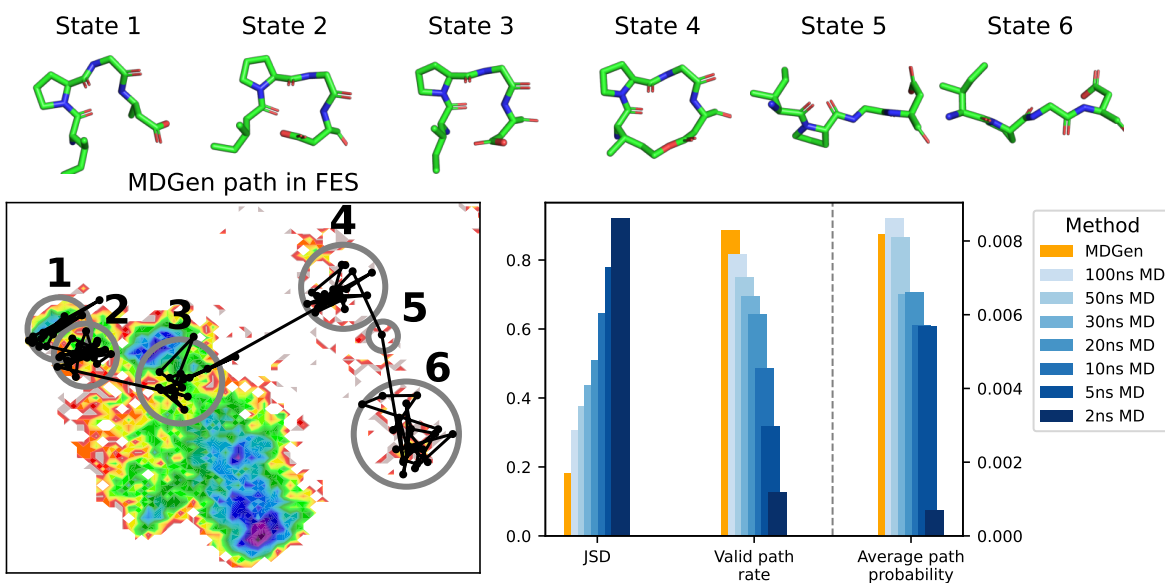 State 1
State 2
State 3
State 4
State 5
State 6
MDGen path in FES
1
2
3
4
5
6
0.8
0.6
0.4
0.2
0.0
JSD
Valid path
rate
Average path
probability
0.008
0.006
0.004
0.002
0.000
Method
MDGen
100ns MD
50ns MD
30ns MD
20ns MD
10ns MD
5ns MD
2ns MD